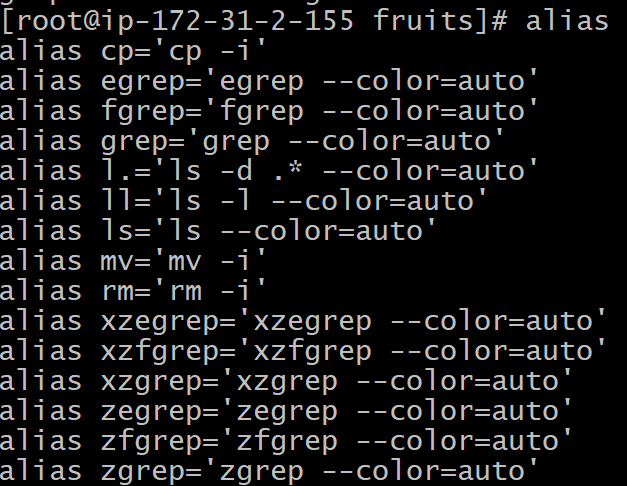 [root@ip-172-31-2-155 fruits]# alias
alias cp='cp -i'
alias egrep='egrep --color=auto'
alias fgrep='fgrep --color=auto'
alias grep='grep --color=auto'
alias l.='ls -d .* --color=auto'
alias ll='ls -l --color=auto'
alias ls='ls --color=auto'
alias mv='mv -i'
alias rm='rm -i'
alias xzegrep='xzegrep --color=auto'
alias xzfgrep='xzfgrep --color=auto'
alias xzgrep='xzgrep --color=auto'
alias zegrep='zegrep --color=auto'
alias zfgrep='zfgrep --color=auto'
alias zgrep='zgrep --color=auto'